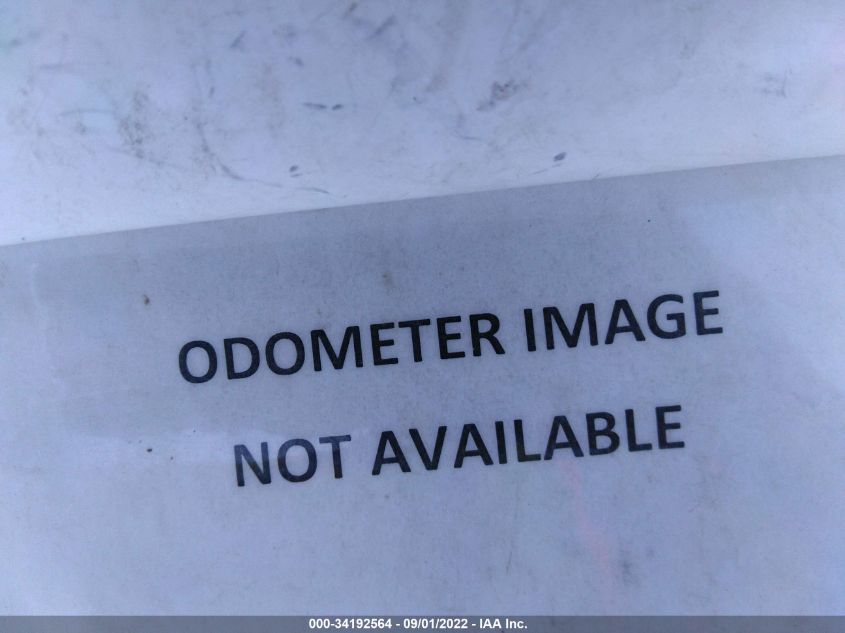 ODOMETER IMAGE
NOT AVAILABLE
000-34192564 - 09/01/2022 - IAA Inc.